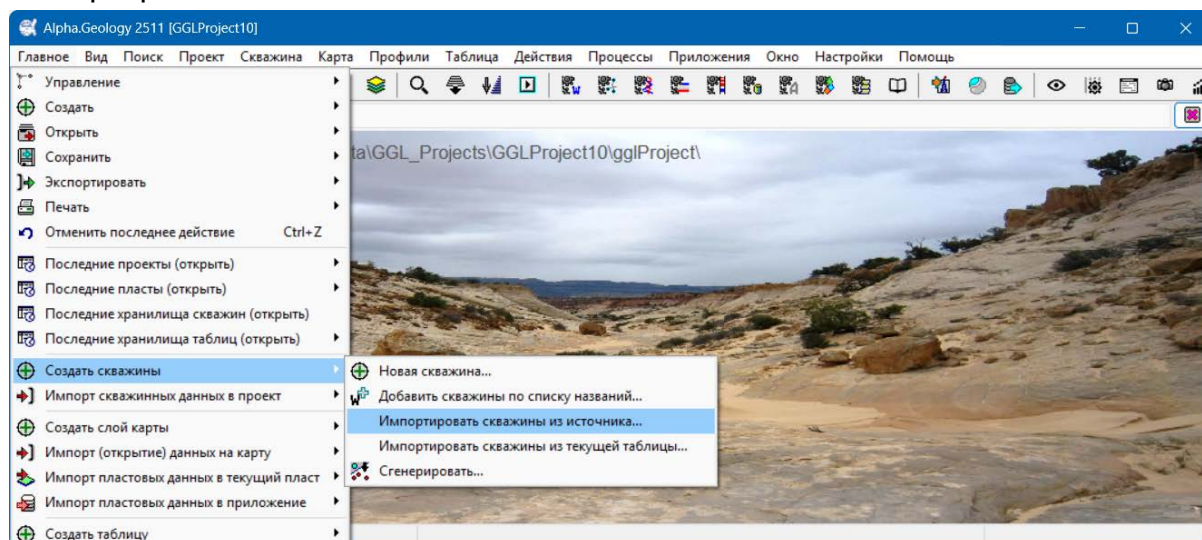 Alpha.Geology 2511 [GGLProject10]
Главное Вид Поиск Проект Скважина Карта Профили Таблица Действия Процессы Приложения Окно Настройки Помощь
Управление
Создать
Открыть
ta\GGL_Projects\GGLProject10\gglProject\
Сохранить
Экспортировать
Печать
Отменить последнее действие Ctrl+Z
Последние проекты (открыть)
Последние пласты (открыть)
Последние хранилища скважин (открыть)
Последние хранилища таблиц (открыть)
Создать скважины
Импорт скважинных данных в проект
Создать слой карты
Импорт (открытие) данных на карту
Импорт пластовых данных в текущий пласт
Импорт пластовых данных в приложение
Создать таблицу
Новая скважина...
Добавить скважины по списку названий...
Импортировать скважины из источника...
Импортировать скважины из текущей таблицы...
Сгенерировать...